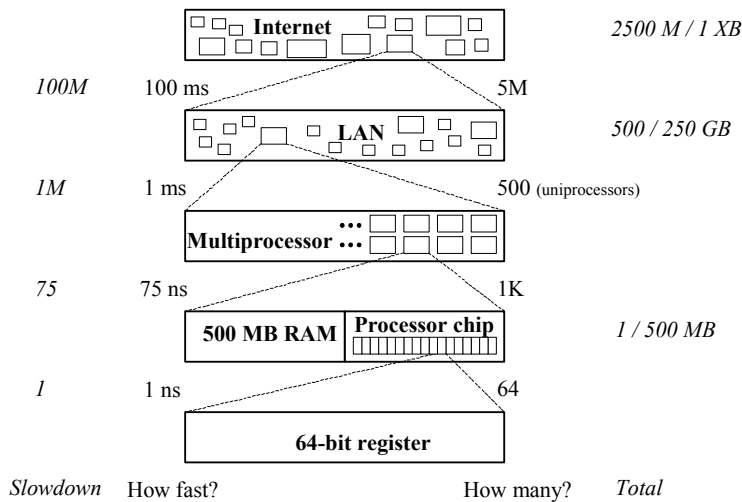 Internet
2500 M / 1 XB
100M 100 ms 5M
LAN
500 / 250 GB
1M 1 ms 500 (uniprocessors)
•••
Multiprocessor •••
75 75 ns 1K
500 MB RAM Processor chip
1 / 500 MB
1 1 ns 64
64-bit register
Slowdown How fast? How many? Total